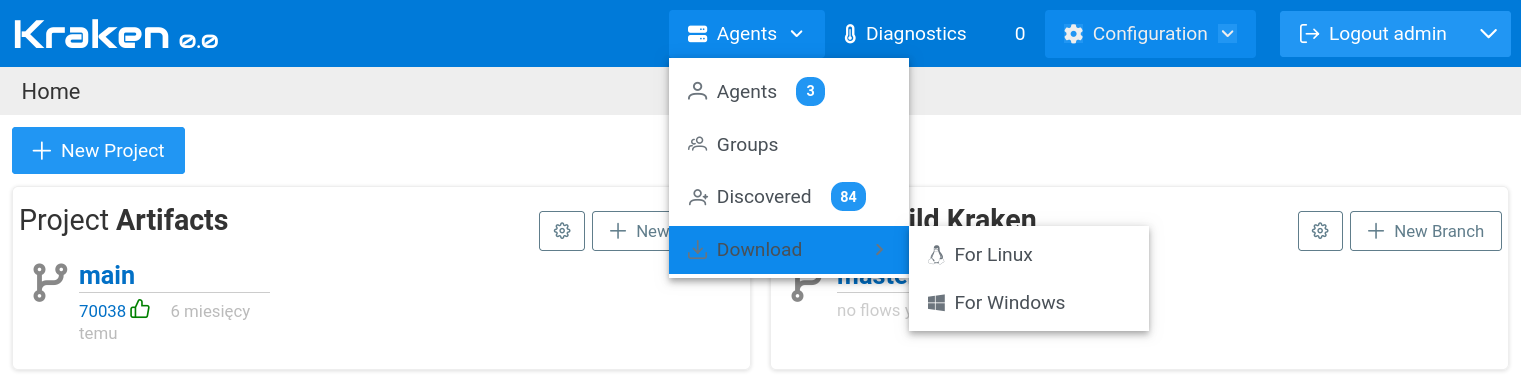 Kraken 0.0
Agents
Diagnostics
0
Configuration
Logout admin
Home
Agents 3
Groups
Discovered 84
Download
For Linux
For Windows
New Project
Project Artifacts
New
main
70038 6 miesięcy
temu
ild Kraken
New Branch
maste
no flows y